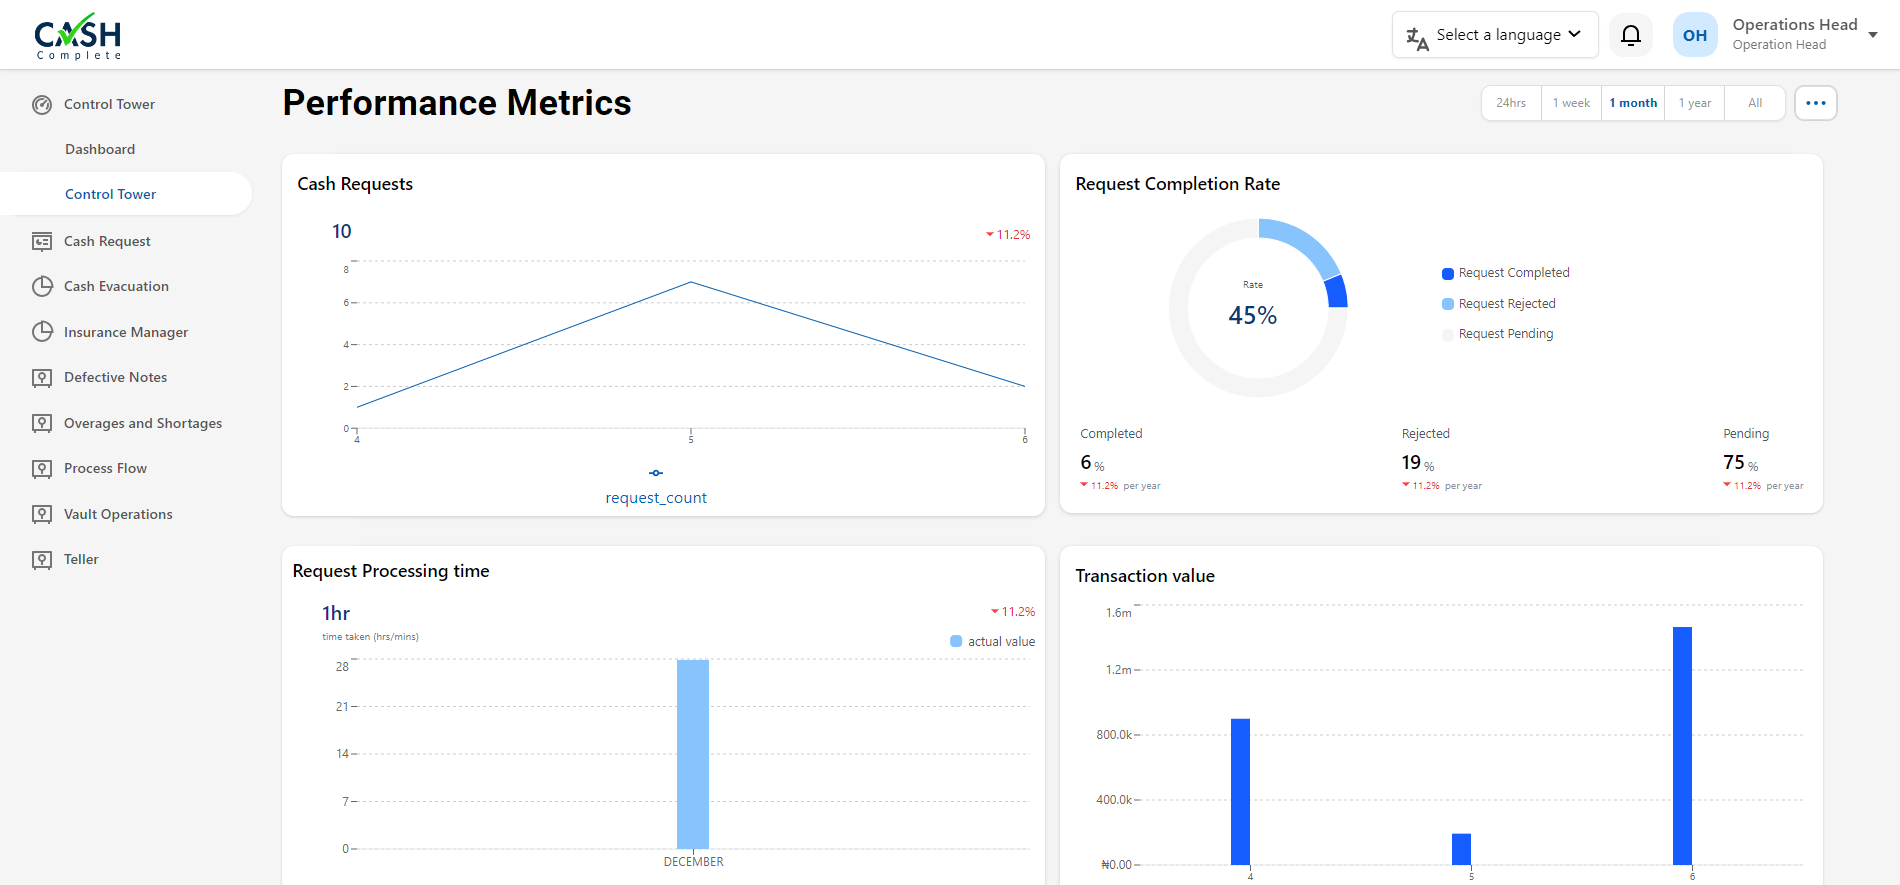 CASH
Complete
Select a language
OH
Operations Head
Operation Head
Control Tower
Dashboard
Control Tower
Cash Request
Cash Evacuation
Insurance Manager
Defective Notes
Overages and Shortages
Process Flow
Vault Operations
Teller
Performance Metrics
24hrs
1 week
1 month
1 year
All
Cash Requests
10
11.2%
8
6
4
2
0
4
5
6
request_count
Request Completion Rate
Rate
45%
Request Completed
Request Rejected
Request Pending
Completed
6 %
11.2% per year
Rejected
19 %
11.2% per year
Pending
75 %
11.2% per year
Request Processing time
1hr
time taken (hrs/mins)
11.2%
actual value
28
21
14
7
0
DECEMBER
Transaction value
1.6m
1.2m
800.0k
400.0k
₦0.00
4
5
6